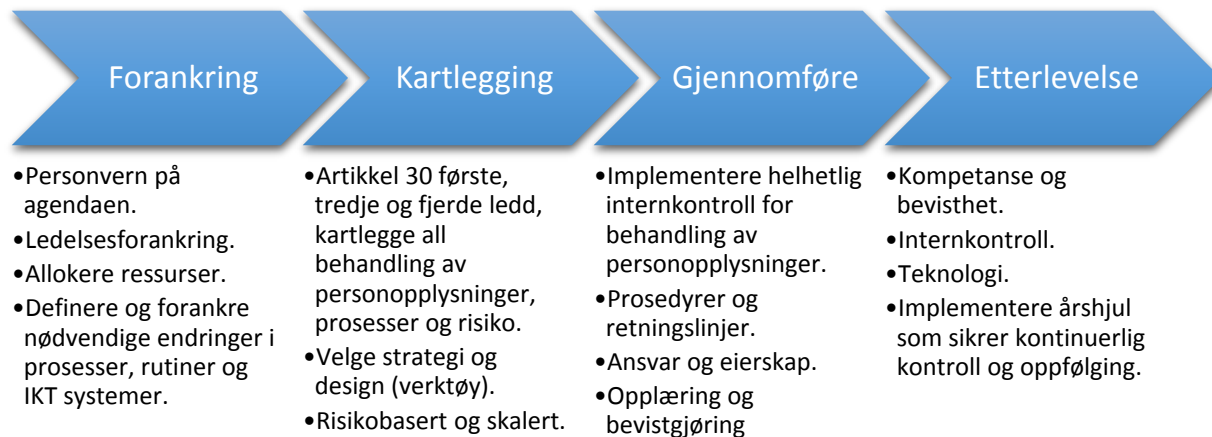 Forankring
Kartlegging
Gjennomføre
Etterlevelse
•Personvern på
agendaen.
•Ledelsesforankring.
•Allokere ressurser.
•Definere og forankre
nødvendige endringer i
prosesser, rutiner og
IKT systemer.
•Artikkel 30 første,
tredje og fjerde ledd,
kartlegge all
behandling av
personopplysninger,
prosesser og risiko.
•Velge strategi og
design (verktøy).
•Risikobasert og skalert.
•Implementere helhetlig
internkontroll for
behandling av
personopplysninger.
•Prosedyrer og
retningslinjer.
•Ansvar og eierskap.
•Opplæring og
bevistgjøring
•Kompetanse og
bevisthet.
•Internkontroll.
•Teknologi.
•Implementere årshjul
som sikrer kontinuerlig
kontroll og oppfølging.